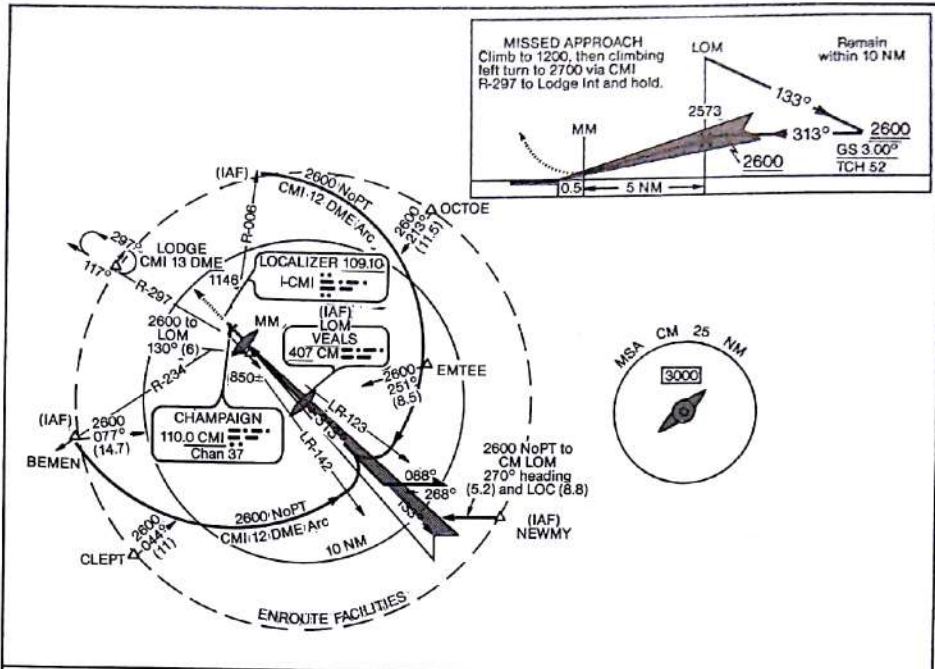 MISSED APPROACH
Climb to 1200, then climbing
left turn to 2700 via CMI
R-297 to Lodge Int and hold.
LOM
Remain
within 10 NM
133°
2573
MM
313°
2600
2600
GS 3.00°
TCH 52
0.5
5 NM
(IAF)
2600 NoPT
CMI 12 DME Arc
R-006
OCTOE
2600
213°
(11.5)
297°
117°
LODGE
CMI 13 DME
R-297
1146
LOCALIZER 109.10
I-CMI
MM
(IAF)
LOM
VEALS
407 CM
2600 to
LOM
130° (6)
R-234
850±
EMTEE
2600
251°
(8.5)
MSA CM 25 NM
3000
(IAF)
2600
077°
(14.7)
BEMEN
CHAMPAIGN
110.0 CMI
Chan 37
313°
LR-123
LR-142
088°
268°
133°
2600 NoPT to
CM LOM
270° heading
(5.2) and LOC (8.8)
(IAF)
NEWMY
2600 NoPT
CMI 12 DME Arc
2600
044°
(11)
CLEPT
10 NM
ENROUTE FACILITIES